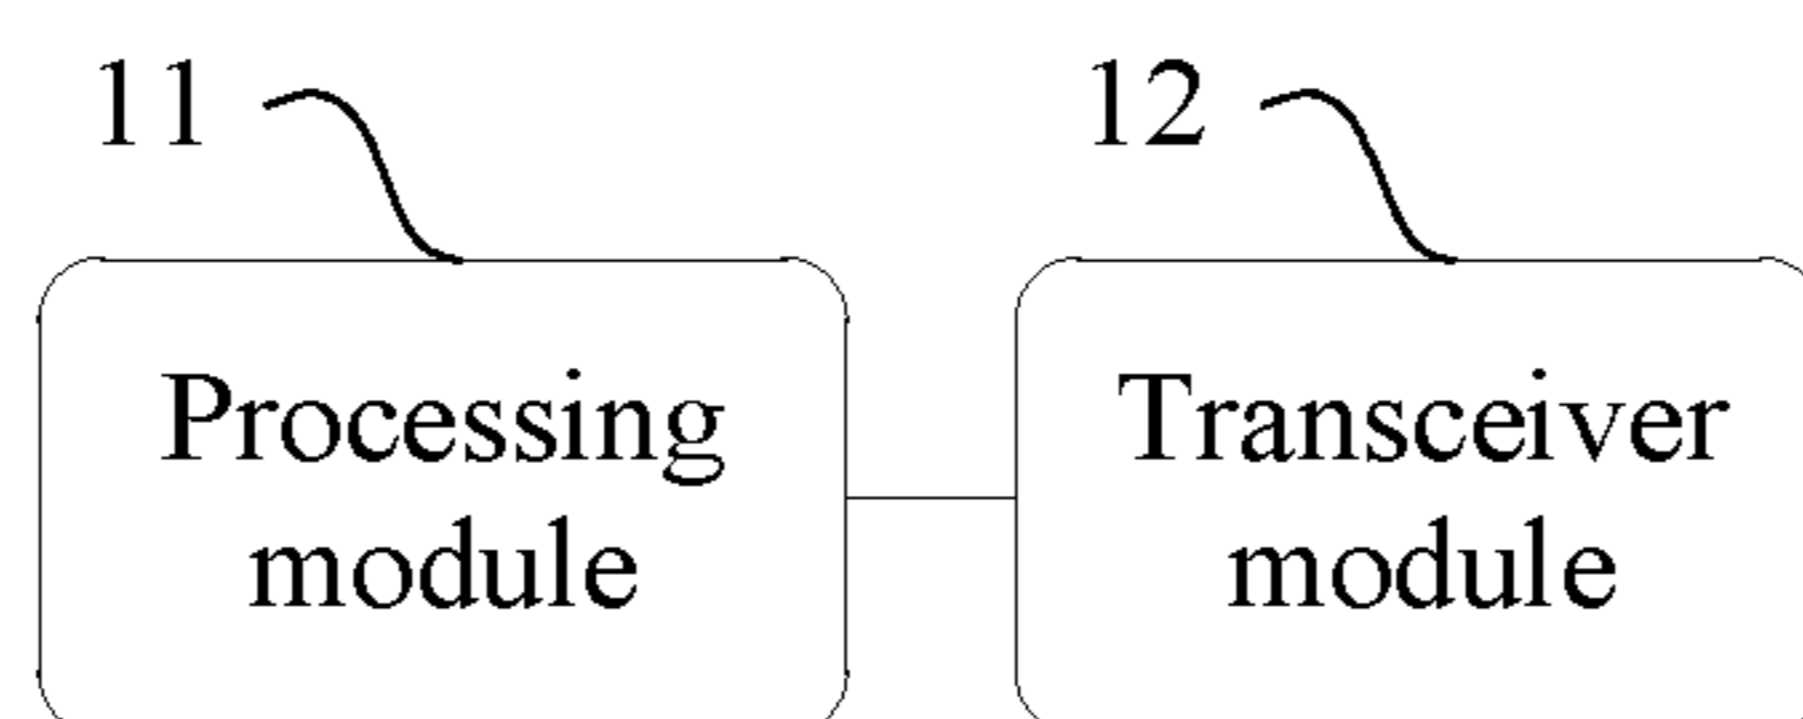 11
12
Processing
module
Transceiver
module